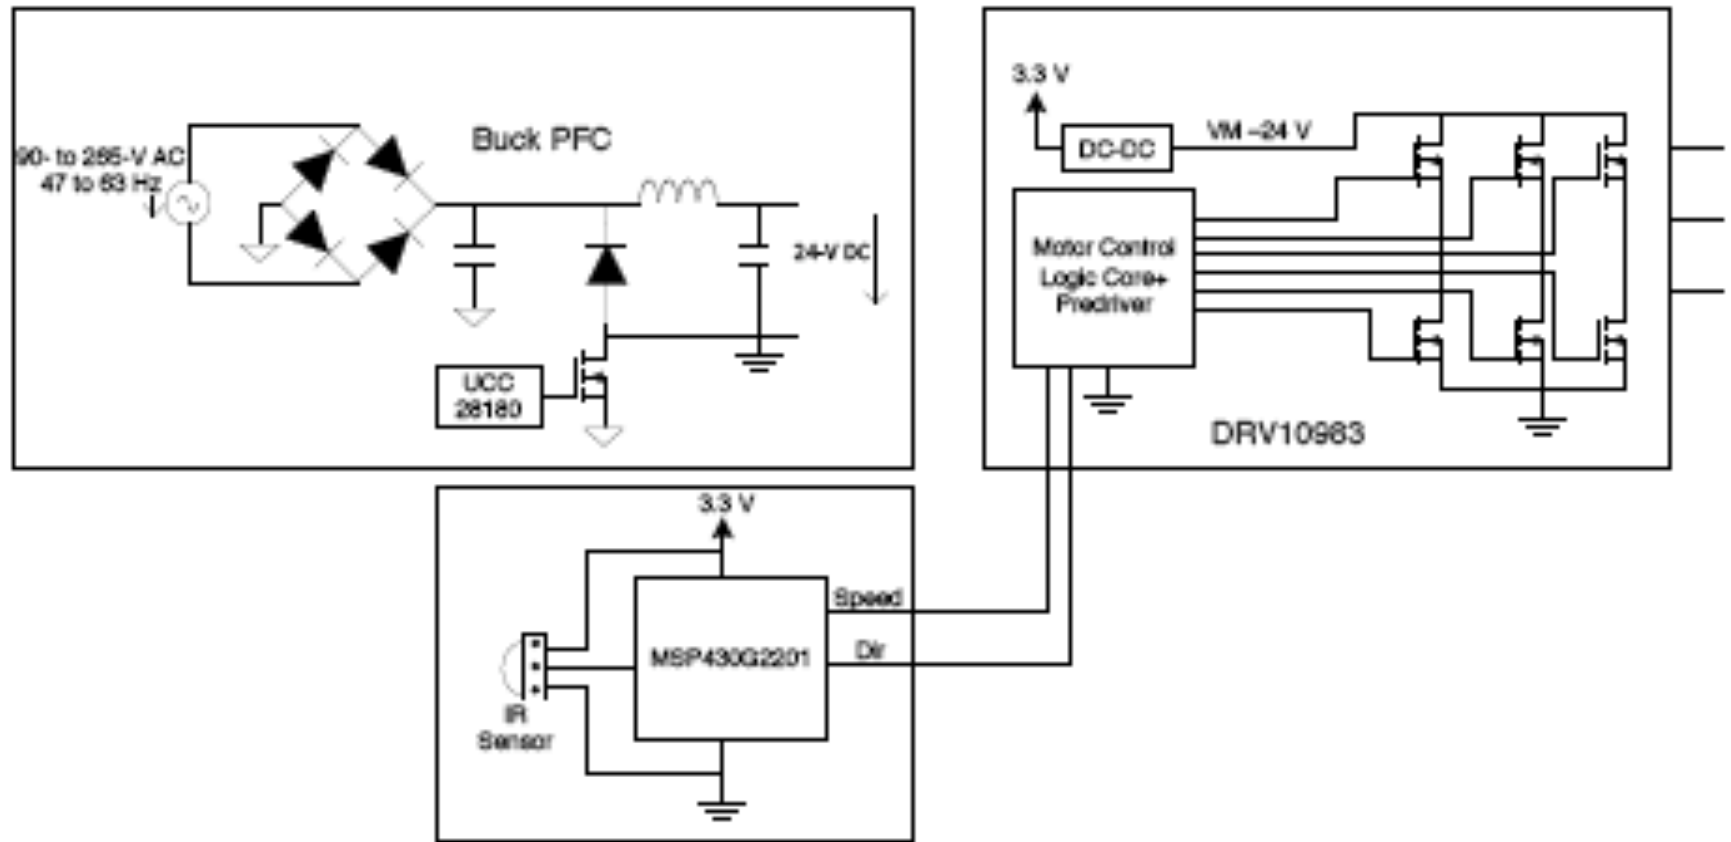 Buck PFC
90- to 265-V AC
47 to 63 Hz
24-V DC
UCC
28180
3.3 V
DC-DC
VM ~24 V
Motor Control
Logic Core+
Predriver
DRV10983
3.3 V
Speed
MSP430G2201
Dir
IR
Sensor